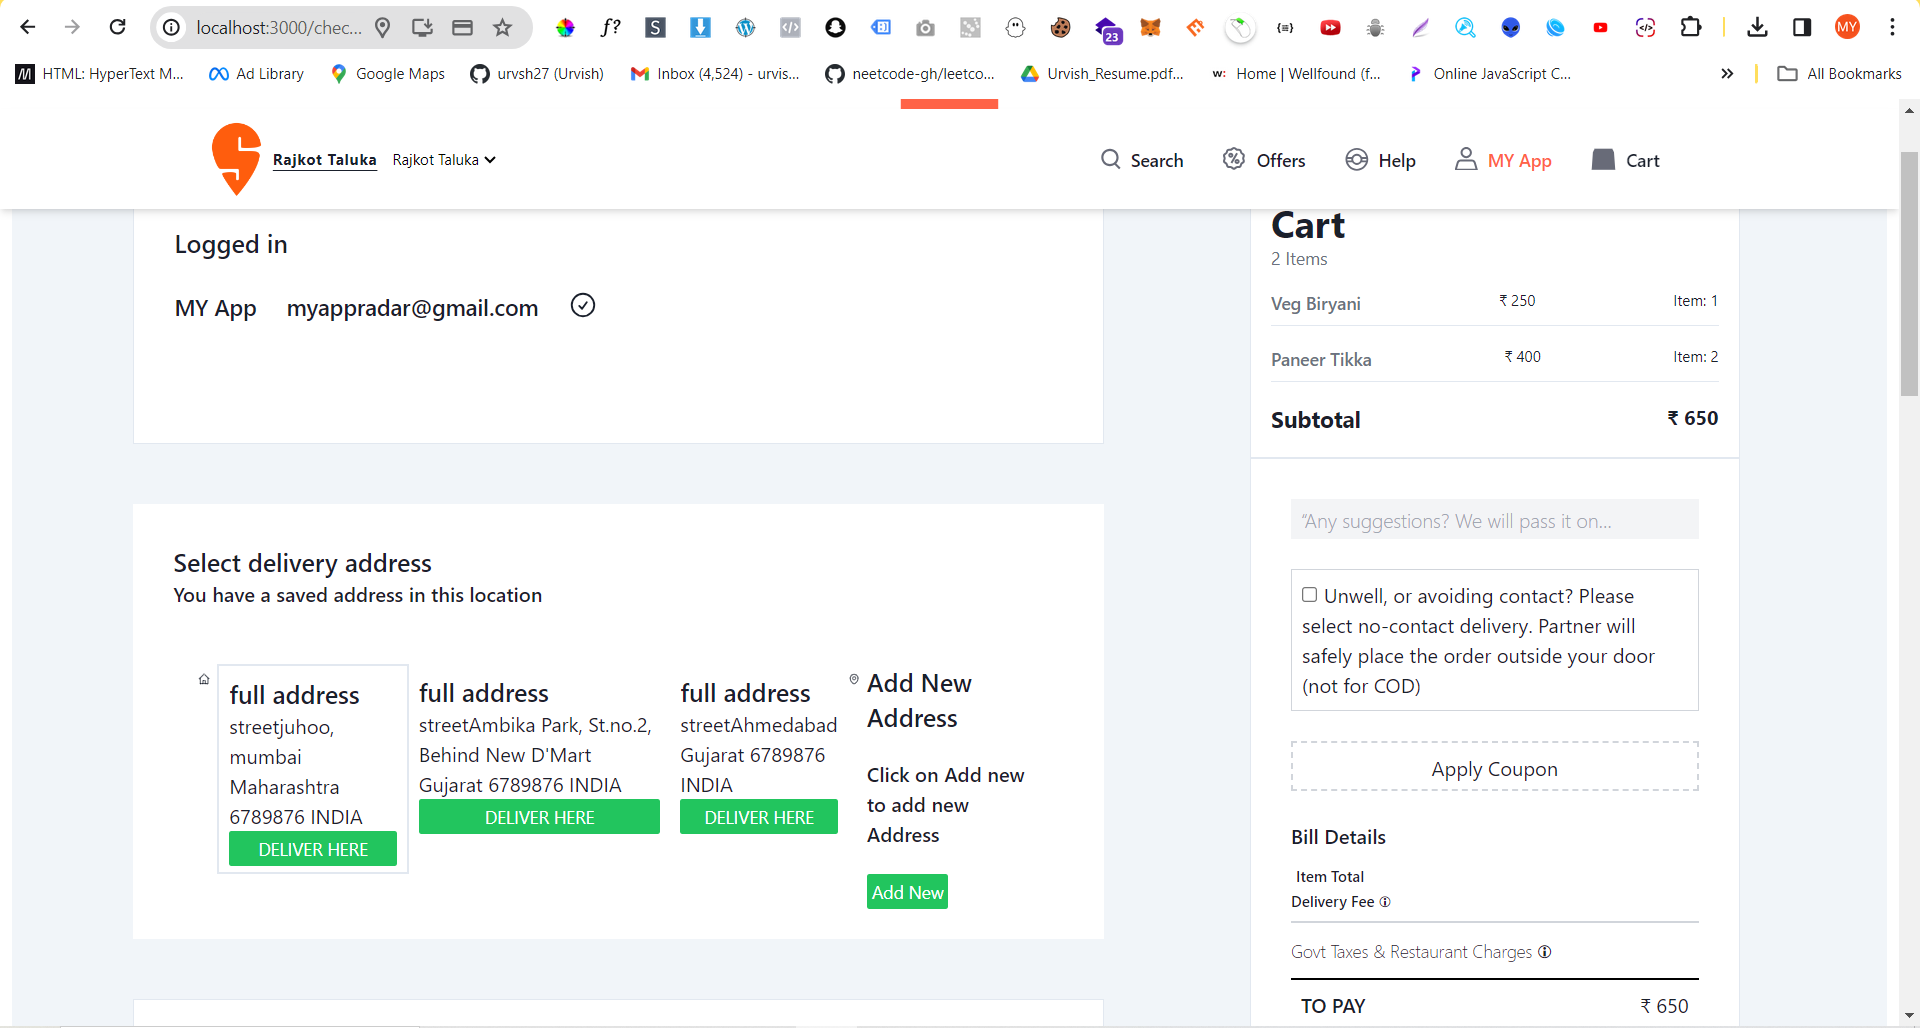 localhost:3000/chec...
23
MY
HTML: HyperText M...
Ad Library
Google Maps
urvsh27 (Urvish)
Inbox (4,524) - urvis...
neetcode-gh/leetco...
Urvish_Resume.pdf...
Home | Wellfound (f...
Online JavaScript C...
All Bookmarks
Rajkot Taluka
Rajkot Taluka
Search
Offers
Help
MY App
Cart
Logged in
MY App
myappradar@gmail.com
Select delivery address
You have a saved address in this location
full address
streetjuhoo,
mumbai
Maharashtra
6789876 INDIA
DELIVER HERE
full address
streetAmbika Park, St.no.2,
Behind New D'Mart
Gujarat 6789876 INDIA
DELIVER HERE
full address
streetAhmedabad
Gujarat 6789876
INDIA
DELIVER HERE
Add New
Address
Click on Add new
to add new
Address
Add New
Cart
2 Items
Veg Biryani
₹ 250
Item: 1
Paneer Tikka
₹ 400
Item: 2
Subtotal
₹ 650
“Any suggestions? We will pass it on...
Unwell, or avoiding contact? Please
select no-contact delivery. Partner will
safely place the order outside your door
(not for COD)
Apply Coupon
Bill Details
Item Total
Delivery Fee
Govt Taxes & Restaurant Charges
TO PAY
₹ 650